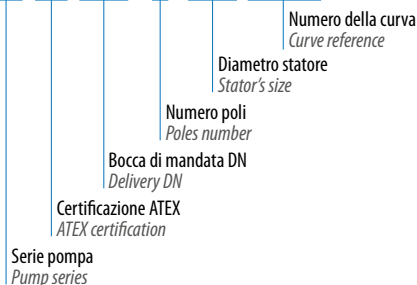 Numero della curva
Curve reference
Diametro statore
Stator's size
Numero poli
Poles number
Bocca di mandata DN
Delivery DN
Certificazione ATEX
ATEX certification
Serie pompa
Pump series